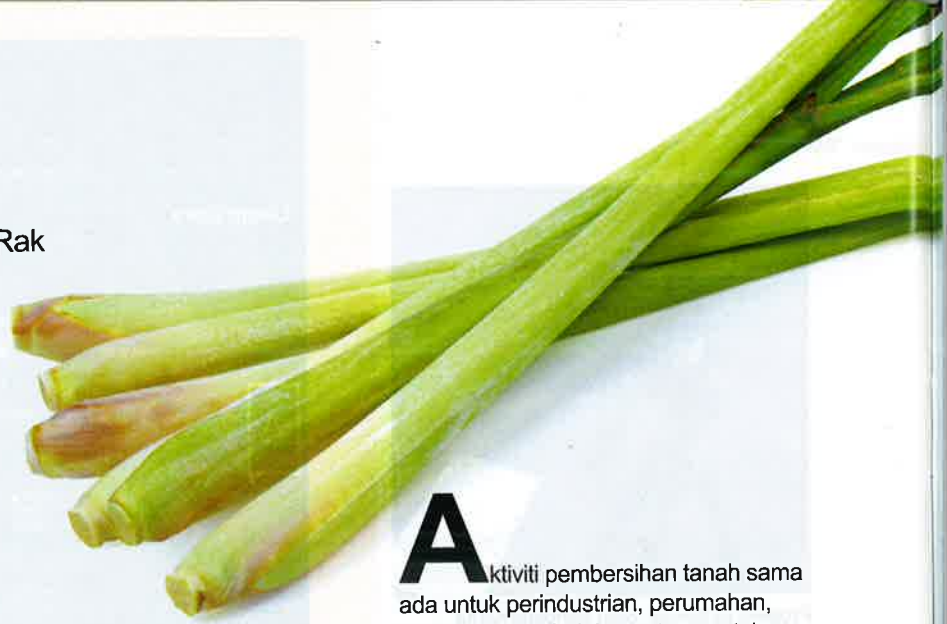 Rak
Aktiviti pembersihan tanah sama
ada untuk perindustrian, perumahan,